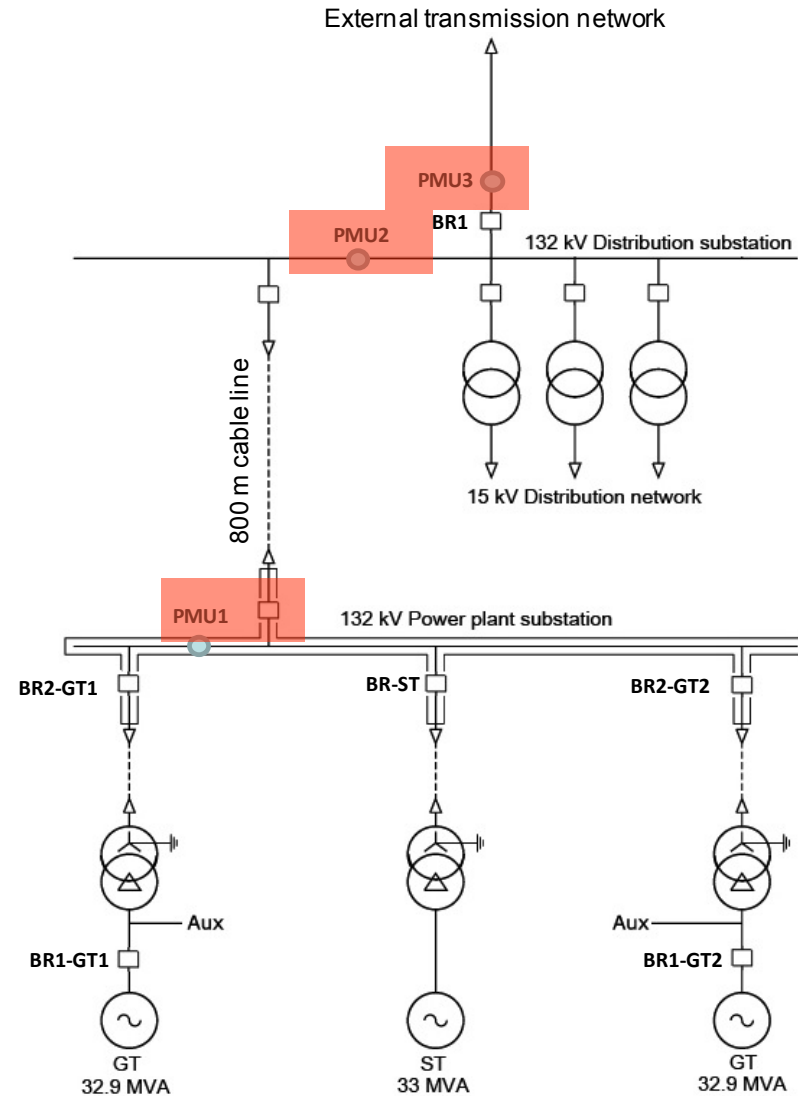 External transmission network
PMU3
BR1
PMU2
132 kV Distribution substation
800 m cable line
15 kV Distribution network
PMU1
132 kV Power plant substation
BR2-GT1
BR-ST
BR2-GT2
Aux
Aux
BR1-GT1
BR1-GT2
GT
32.9 MVA
ST
33 MVA
GT
32.9 MVA